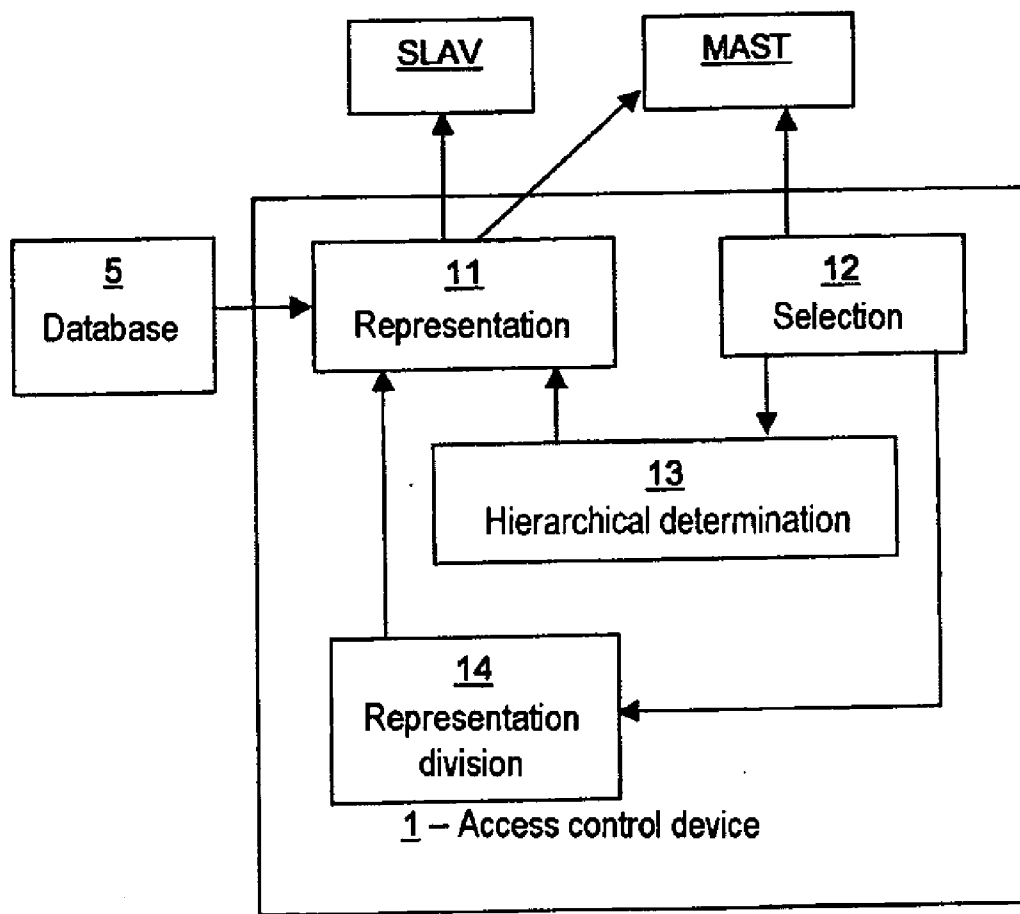 SLAV
MAST
5
Database
11
Representation
12
Selection
13
Hierarchical determination
14
Representation
division
1 – Access control device